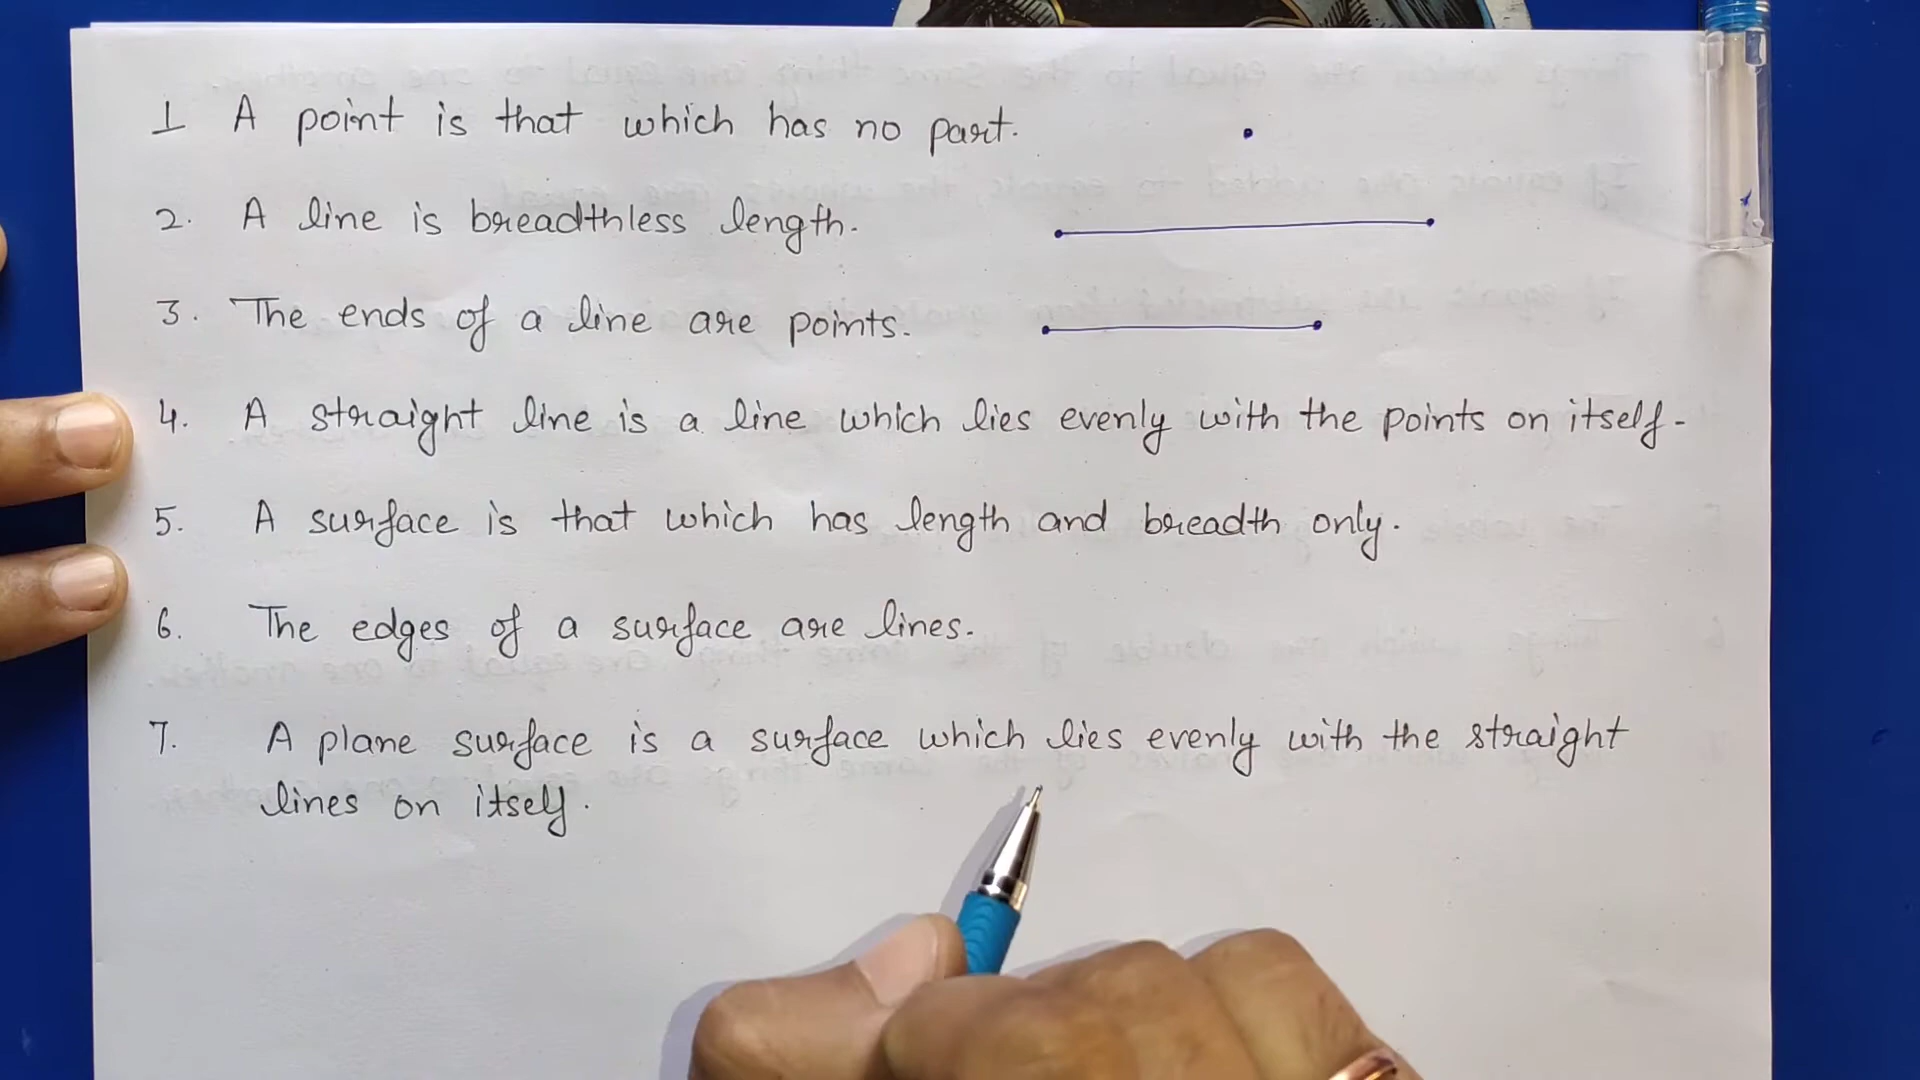 1 A point is that which has no part.
2. A line is breadthless length.
3. The ends of a line are points.
4. A straight line is a line which lies evenly with the points on itself-
5. A surface is that which has length and breadth only.
6. The edges of a surface are lines.
7. A plane surface is a surface which lies evenly with the straight
lines on itself.